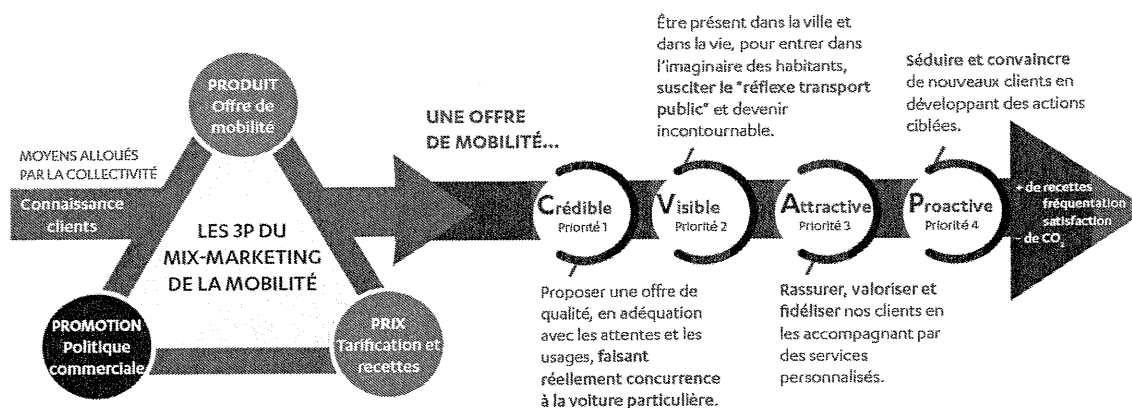 MOYENS ALLOUÉS
PAR LA COLLECTIVITÉ
Connaissance
clients
PRODUIT
Offre de
mobilité
LES 3P DU
MIX-MARKETING
DE LA MOBILITÉ
PROMOTION
Politique
commerciale
PRIX
Tarification et
recettes
UNE OFFRE
DE MOBILITÉ...
Crédible
Priorité 1
Proposer une offre de
qualité, en adéquation
avec les attentes et les
usages, faisant
réellement concurrence
à la voiture particulière.
Être présent dans la ville et
dans la vie, pour entrer dans
l'imaginaire des habitants,
susciter le "réflexe transport
public" et devenir
incontournable.
Visible
Priorité 2
Attractive
Priorité 3
Rassurer, valoriser et
fidéliser nos clients en
les accompagnant par
des services
personnalisés.
Séduire et convaincre
de nouveaux clients en
développant des actions
ciblées.
Proactive
Priorité 4
+ de recettes
fréquentation
satisfaction
- de CO₂